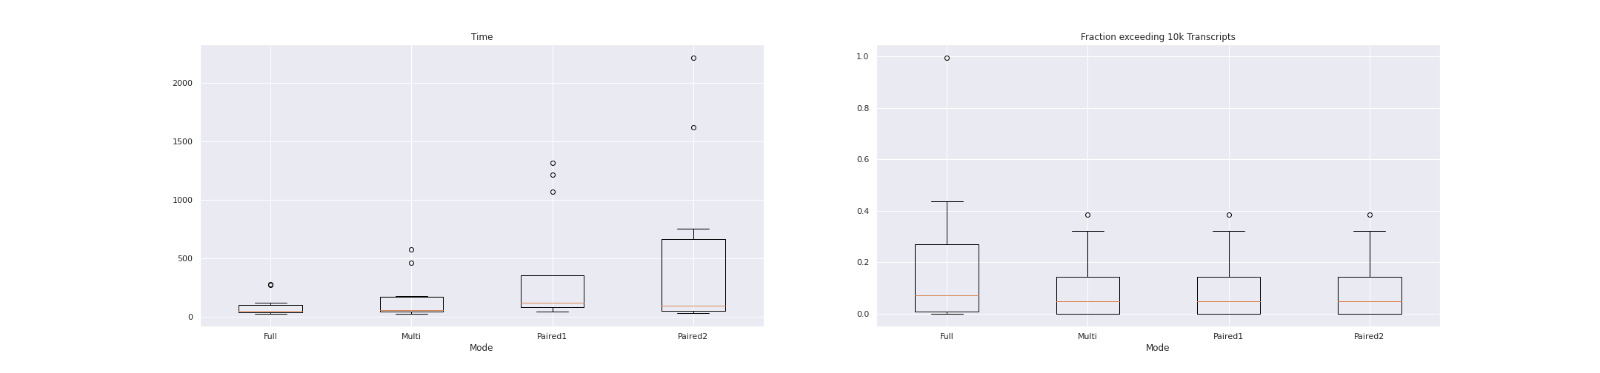 Time
2000
1500
1000
500
0
Full Multi Paired1 Paired2
Mode
Fraction exceeding 10k Transcripts
1.0
0.8
0.6
0.4
0.2
0.0
Full Multi Paired1 Paired2
Mode